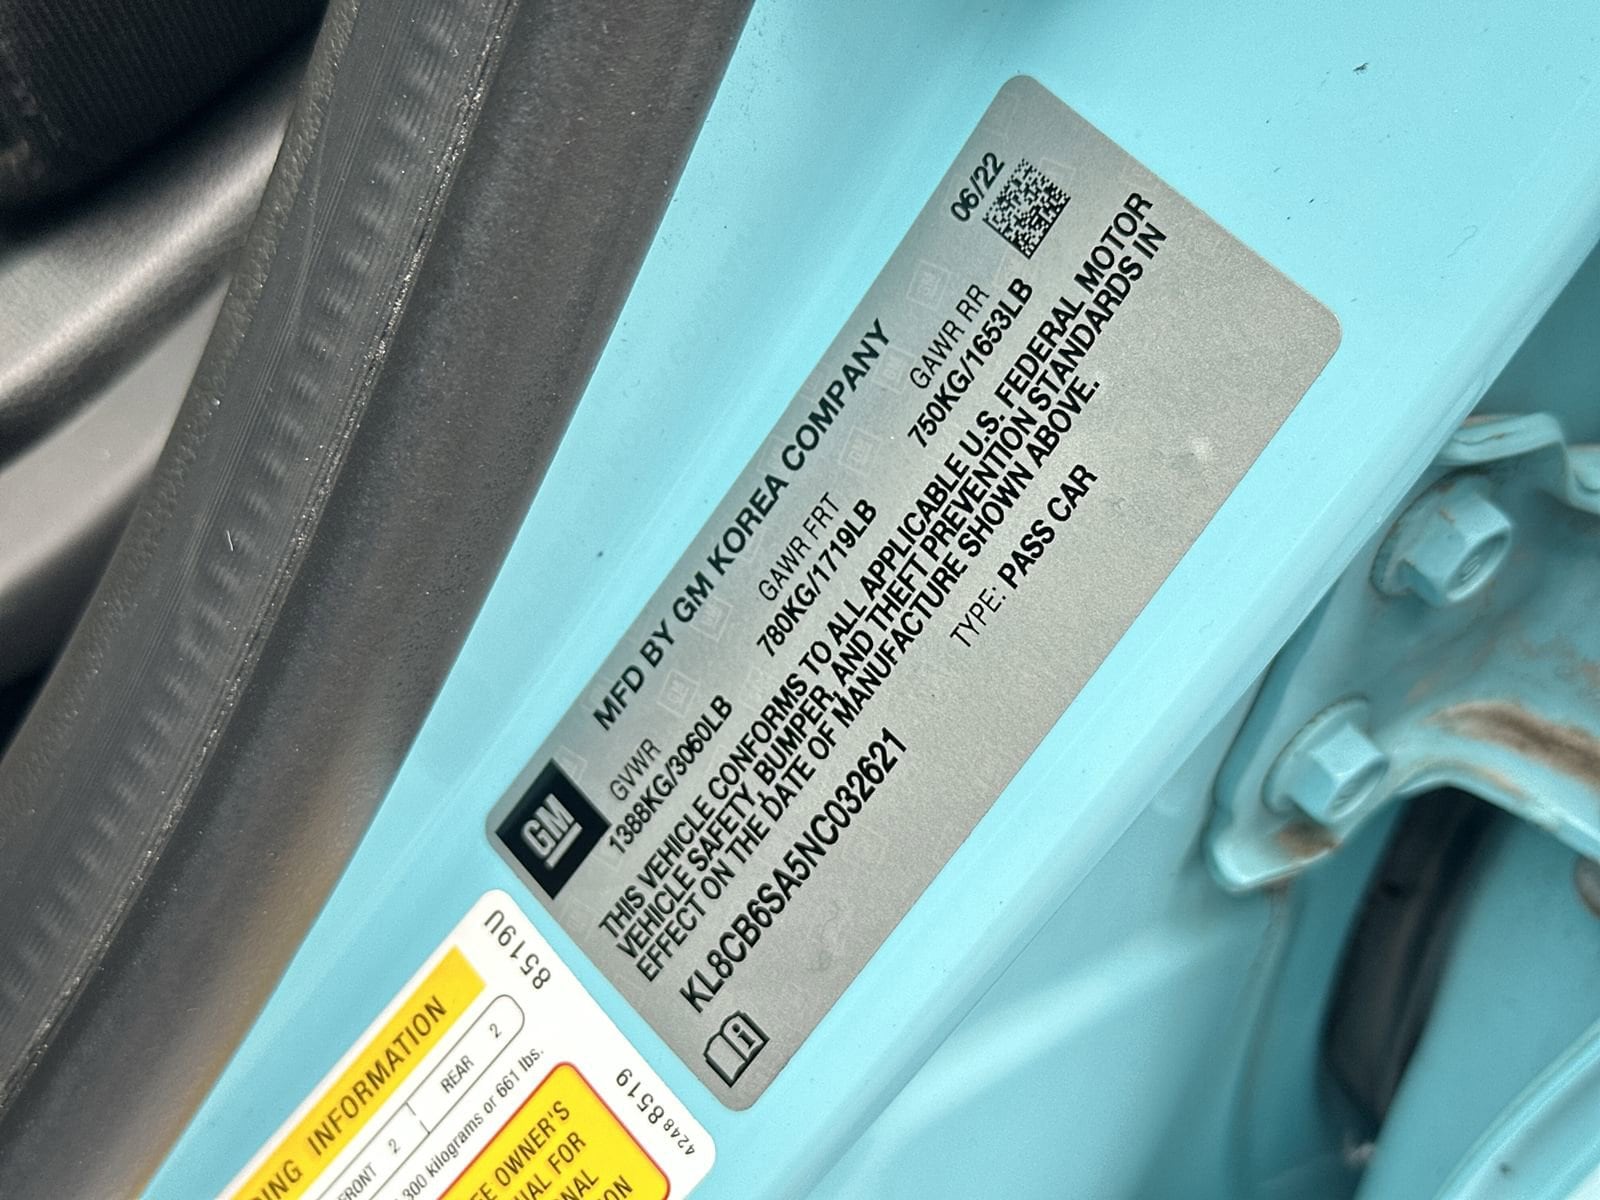 06/22
MFD BY GM KOREA COMPANY
GM
GVWR GAWR FRT GAWR RR
1388KG/3060LB 780KG/1719LB 750KG/1653LB
THIS VEHICLE CONFORMS TO ALL APPLICABLE U.S. FEDERAL MOTOR
VEHICLE SAFETY, BUMPER, AND THEFT PREVENTION STANDARDS IN
EFFECT ON THE DATE OF MANUFACTURE SHOWN ABOVE.
KL8CB6SA5NC032621 TYPE: PASS CAR
i
8519U
INFORMATION
FRONT 2 REAR 2
300 kilograms or 661 lbs.
OWNER'S
FOR
42488519